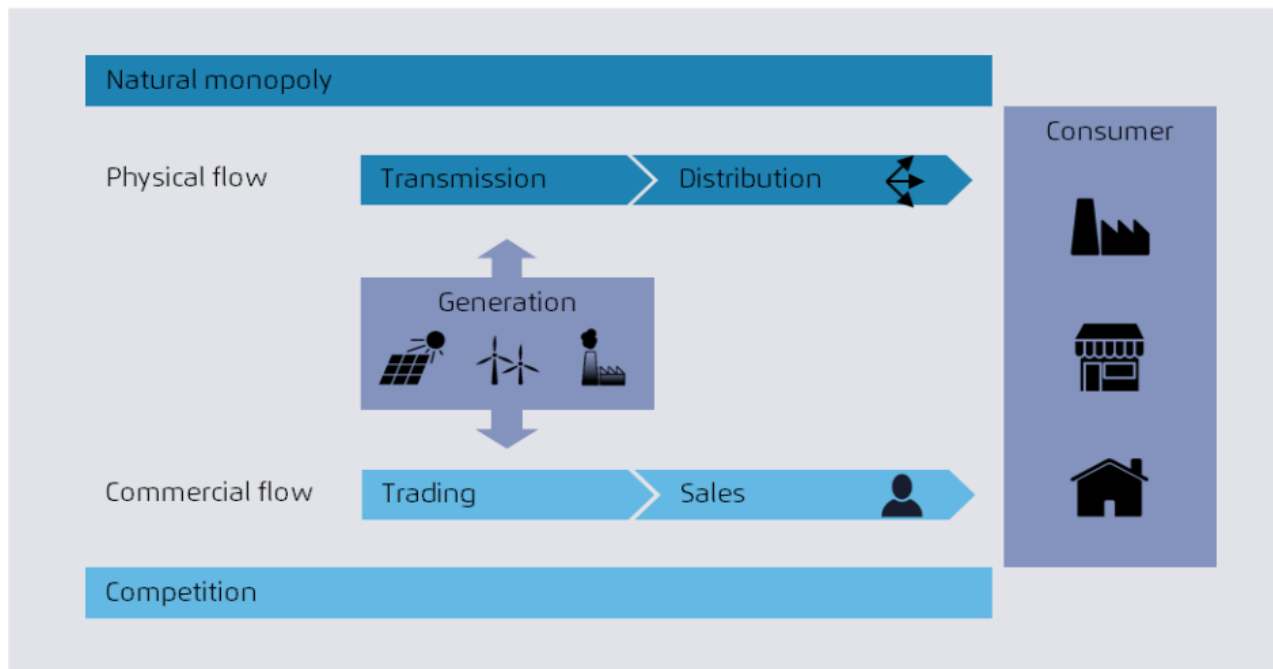 Natural monopoly
Consumer
Physical flow
Transmission
Distribution
Generation
Commercial flow
Trading
Sales
Competition